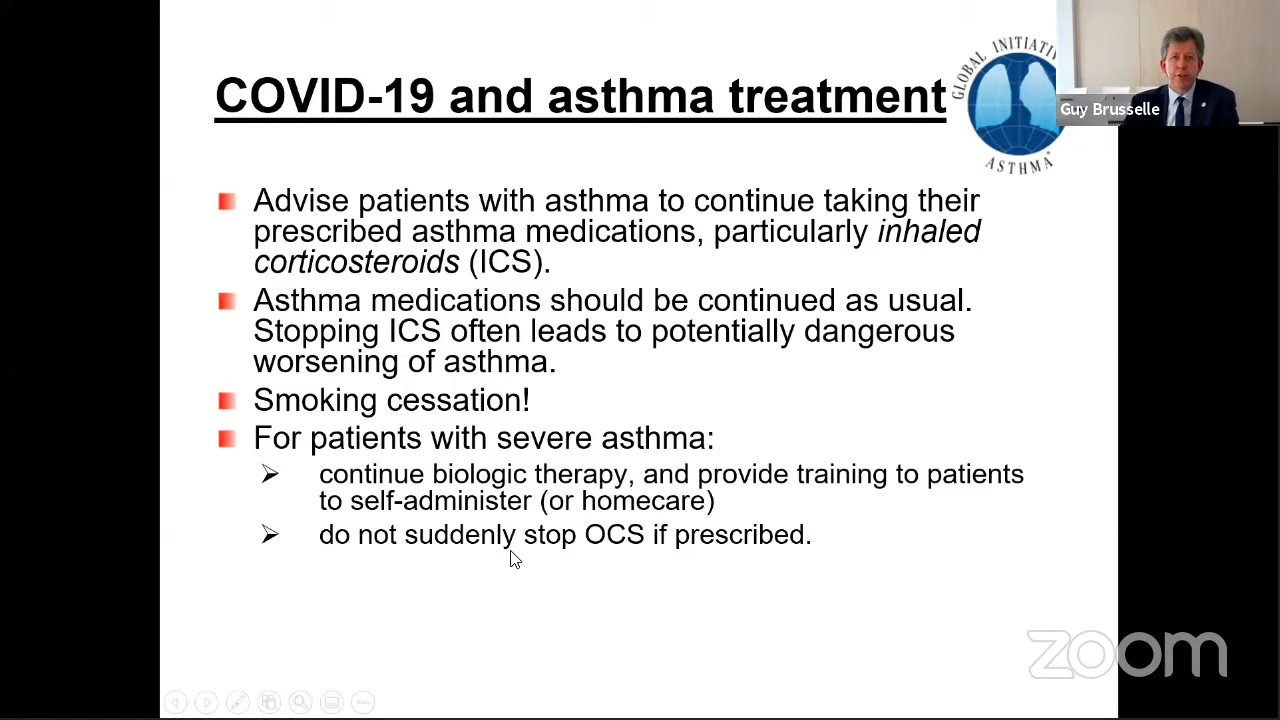 COVID-19 and asthma treatment
GLOBAL INITIATIV
ASTHMA
Guy Brusselle
Advise patients with asthma to continue taking their
prescribed asthma medications, particularly inhaled
corticosteroids (ICS).
Asthma medications should be continued as usual.
Stopping ICS often leads to potentially dangerous
worsening of asthma.
Smoking cessation!
For patients with severe asthma:
continue biologic therapy, and provide training to patients
to self-administer (or homecare)
do not suddenly stop OCS if prescribed.
zoom